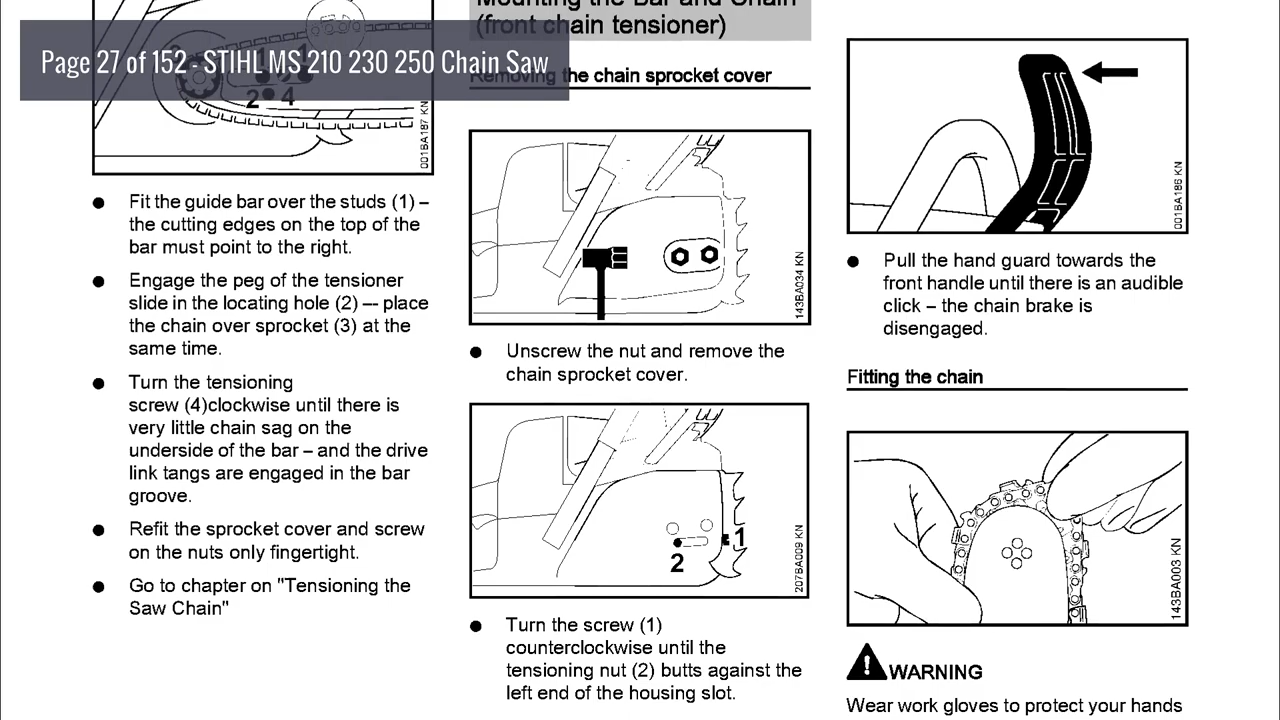 Page 27 of 152 - STIHL MS 210 230 250 Chain Saw
2 4
001BA187 KN
Fit the guide bar over the studs (1) –
the cutting edges on the top of the
bar must point to the right.
Engage the peg of the tensioner
slide in the locating hole (2) –- place
the chain over sprocket (3) at the
same time.
Turn the tensioning
screw (4)clockwise until there is
very little chain sag on the
underside of the bar – and the drive
link tangs are engaged in the bar
groove.
Refit the sprocket cover and screw
on the nuts only fingertight.
Go to chapter on "Tensioning the
Saw Chain"
Mounting the Bar and Chain
(front chain tensioner)
Removing the chain sprocket cover
143BA034 KN
Unscrew the nut and remove the
chain sprocket cover.
1
2
207BA009 KN
Turn the screw (1)
counterclockwise until the
tensioning nut (2) butts against the
left end of the housing slot.
001BA186 KN
Pull the hand guard towards the
front handle until there is an audible
click – the chain brake is
disengaged.
Fitting the chain
143BA003 KN
WARNING
Wear work gloves to protect your hands